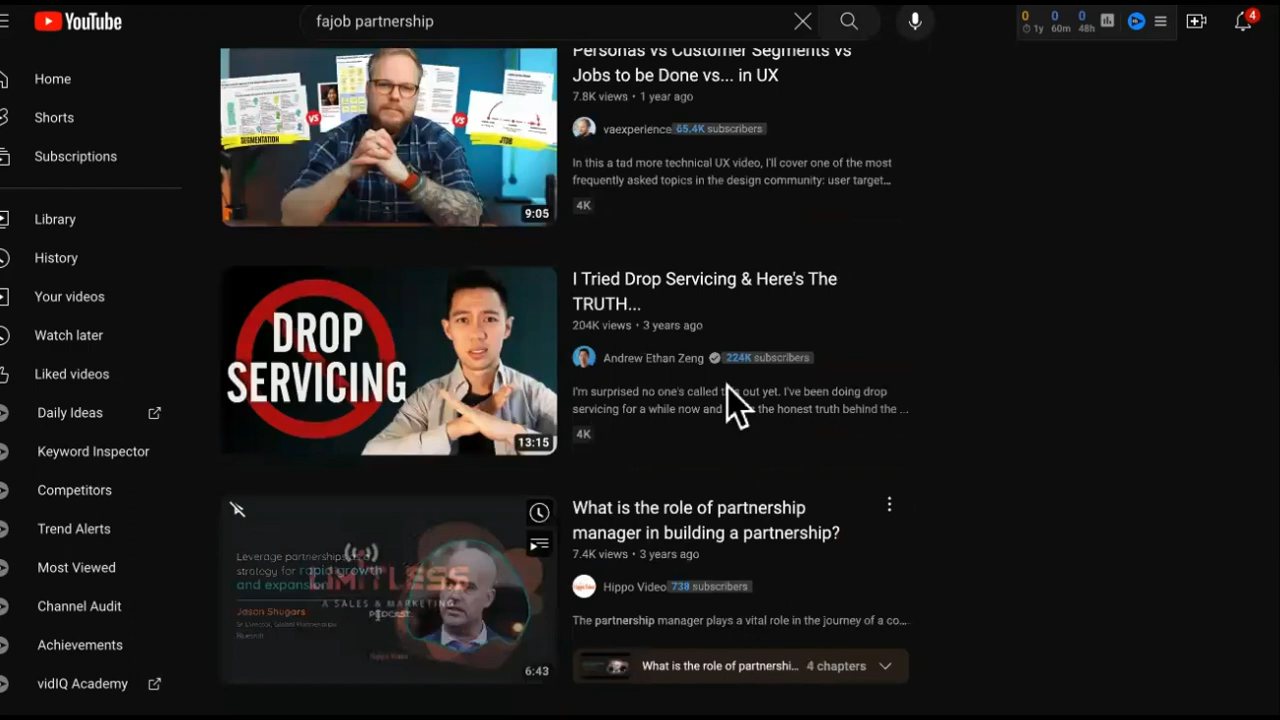 YouTube
fajob partnership
0 0 0
1y 60m 48h
4
Home
Shorts
Subscriptions
Library
History
Your videos
Watch later
Liked videos
Daily Ideas
Keyword Inspector
Competitors
Trend Alerts
Most Viewed
Channel Audit
Achievements
vidIQ Academy
VS
VS
SEGMENTATION
JTBD
9:05
Personas vs Customer Segments vs
Jobs to be Done vs... in UX
7.8K views • 1 year ago
vaexperience 65.4K subscribers
In this a tad more technical UX video, I'll cover one of the most
frequently asked topics in the design community: user target...
4K
DROP
SERVICING
13:15
I Tried Drop Servicing & Here's The
TRUTH...
204K views • 3 years ago
Andrew Ethan Zeng 224K subscribers
I'm surprised no one's called out yet. I've been doing drop
servicing for a while now and the honest truth behind the ...
4K
Leverage partnerships
strategy for rapid growth
and expansion
Jason Shugars
LIMITLESS
A SALES & MARKETING
PODCAST
6:43
What is the role of partnership
manager in building a partnership?
7.4K views • 3 years ago
Hippo Video 738 subscribers
The partnership manager plays a vital role in the journey of a co...
What is the role of partnershi... 4 chapters